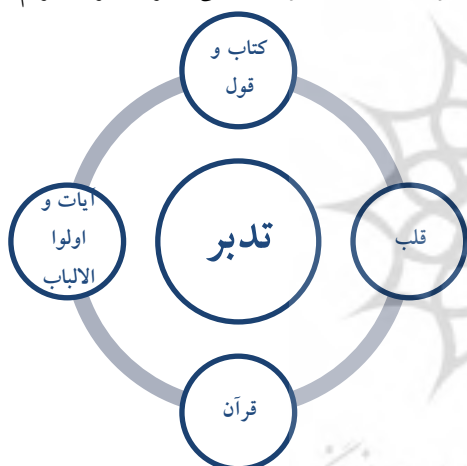 کتاب و
قول
قلب
تدبر
آیات و
اولوا
الالباب
قرآن